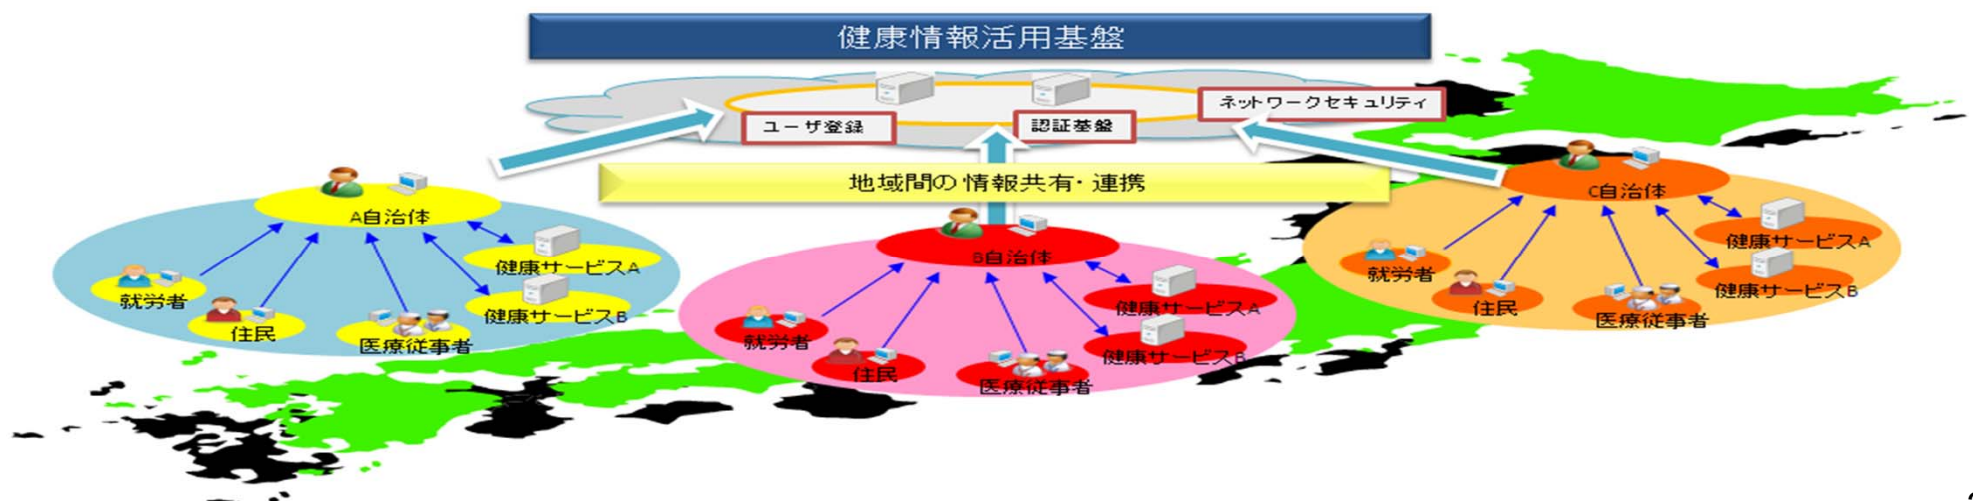 健康情報活用基盤
ネットワークセキュリティ
ユーザ登録
認証基盤
地域間の情報共有・連携
A自治体
健康サービスA
就労者
健康サービスB
住民
医療従事者
B自治体
健康サービスA
就労者
健康サービスB
住民
医療従事者
C自治体
健康サービスA
就労者
健康サービスB
住民
医療従事者